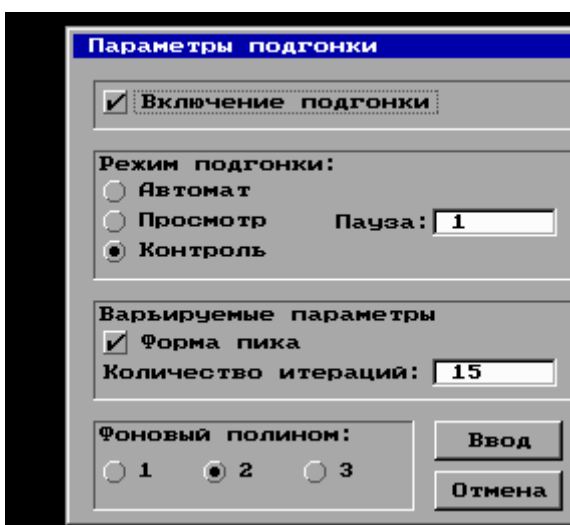 Параметры подгонки
Включение подгонки
Режим подгонки:
Автомат
Просмотр Пауза: 1
Контроль
Варьируемые параметры
Форма пика
Количество итераций: 15
Фоновый полином:
1 2 3
Ввод
Отмена